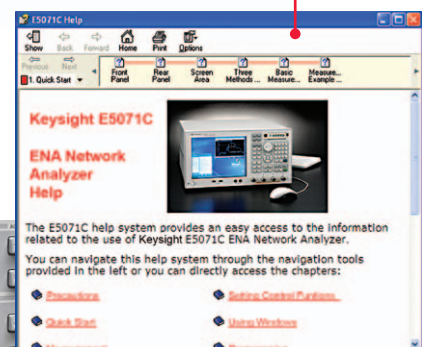 E5071C Help
Show Back Forward Home Print Options
Previous Next
1. Quick Start
Front Panel
Rear Panel
Screen Area
Three Methods ...
Basic Measure...
Measure... Example ...
Keysight E5071C
ENA Network
Analyzer
Help
The E5071C help system provides an easy access to the information
related to the use of Keysight E5071C ENA Network Analyzer.
You can navigate this help system through the navigation tools
provided in the left or you can directly access the chapters:
Precautions
Setting Control Funtions
Quick Start
Using Windows